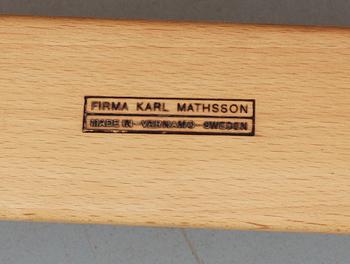 FIRMA KARL MATHSSON
MADE IN VÄRNAMO SWEDEN